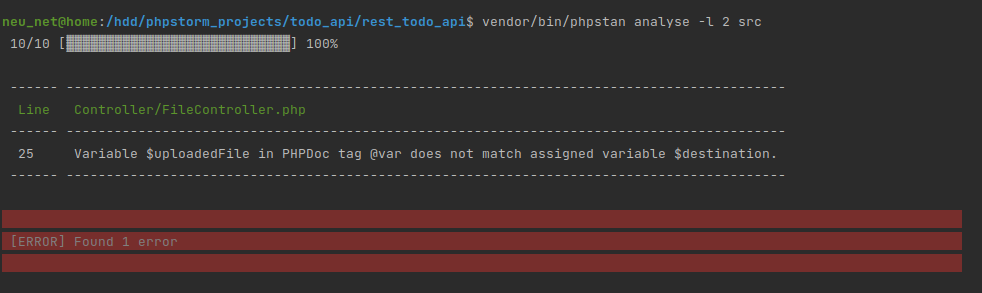 neu_net@home:/hdd/phpstorm_projects/todo_api/rest_todo_api$ vendor/bin/phpstan analyse -l 2 src
10/10 [▓▓▓▓▓▓▓▓▓▓▓▓▓▓▓▓▓▓▓▓▓▓▓▓▓▓▓▓] 100%
------ ------------------------------------------------------------------------------------------
Line   Controller/FileController.php
------ ------------------------------------------------------------------------------------------
25     Variable $uploadedFile in PHPDoc tag @var does not match assigned variable $destination.
------ ------------------------------------------------------------------------------------------
[ERROR] Found 1 error